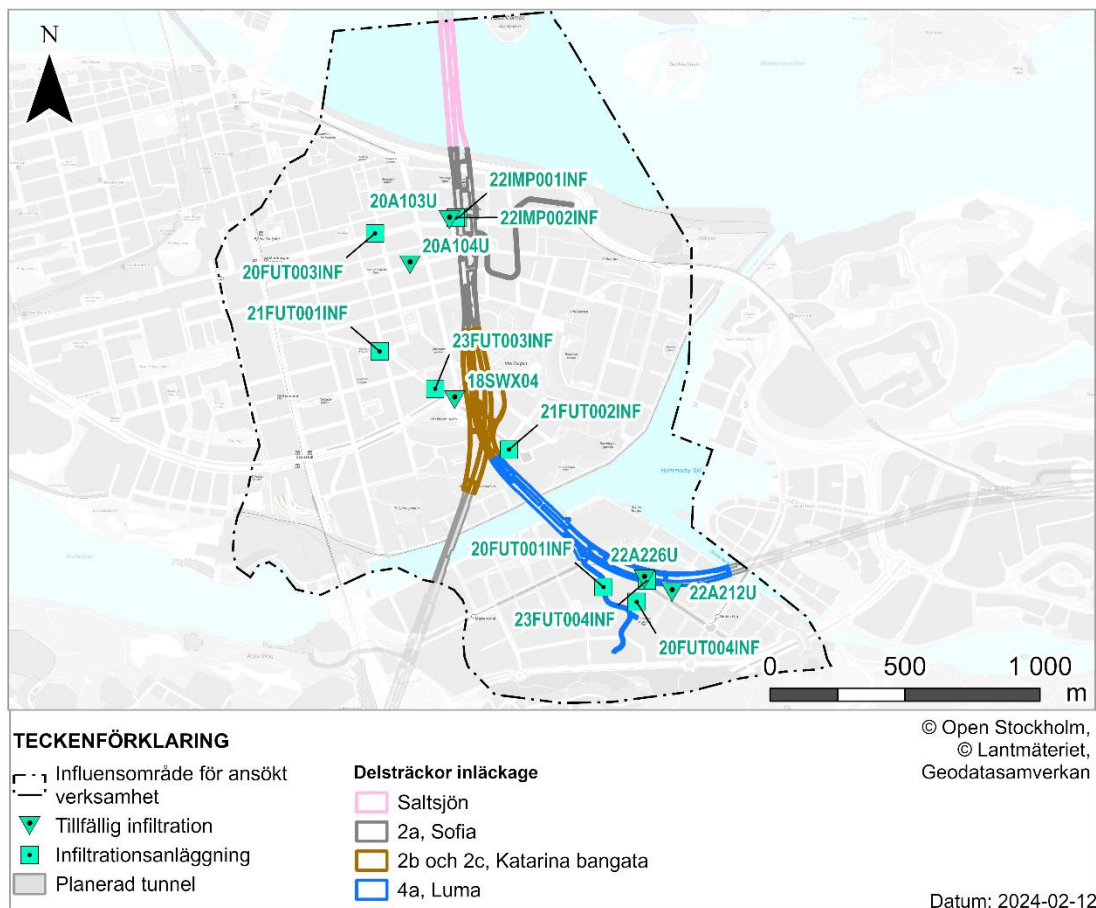 N
20A103U
22IMP001INF
22IMP002INF
20A104U
20FUT003INF
21FUT001INF
23FUT003INF
18SWX04
21FUT002INF
20FUT001INF
22A226U
22A212U
23FUT004INF
20FUT004INF
Hammarby Sjö
0 500 1 000
m
TECKENFÖRKLARING
Influensområde för ansökt
verksamhet
Tillfällig infiltration
Infiltrationsanläggning
Planerad tunnel
Delsträckor inläckage
Saltsjön
2a, Sofia
2b och 2c, Katarina bangata
4a, Luma
© Open Stockholm,
© Lantmäteriet,
Geodatasamverkan
Datum: 2024-02-12